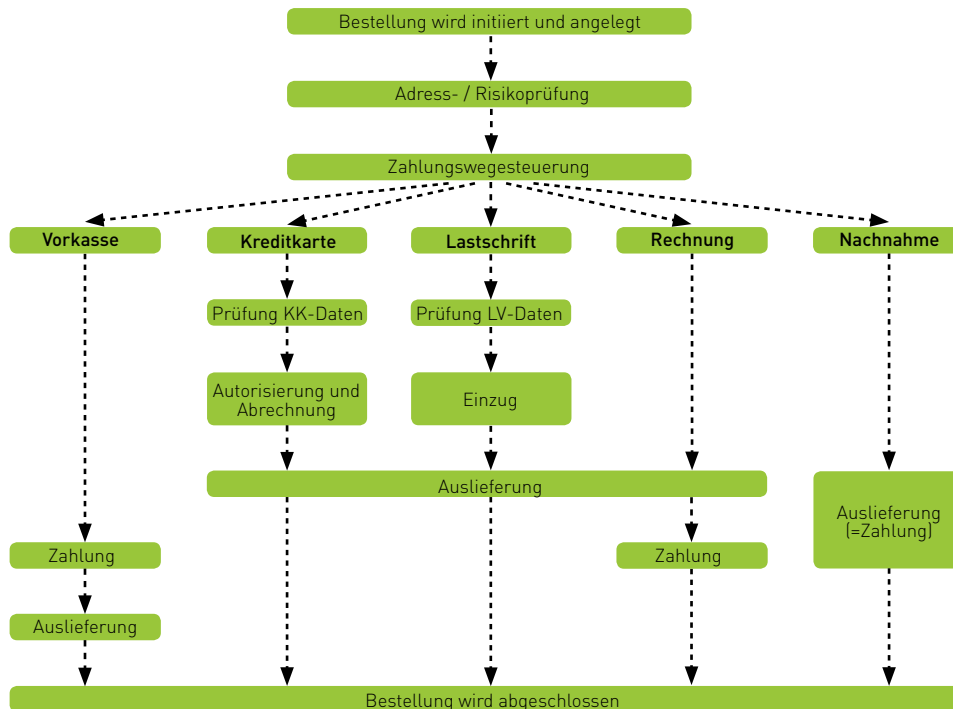 Bestellung wird initiiert und angelegt
Adress- / Risikoprüfung
Zahlungswegesteuerung
Vorkasse
Kreditkarte
Lastschrift
Rechnung
Nachnahme
Prüfung KK-Daten
Prüfung LV-Daten
Autorisierung und
Abrechnung
Einzug
Auslieferung
Auslieferung
(=Zahlung)
Zahlung
Zahlung
Auslieferung
Bestellung wird abgeschlossen